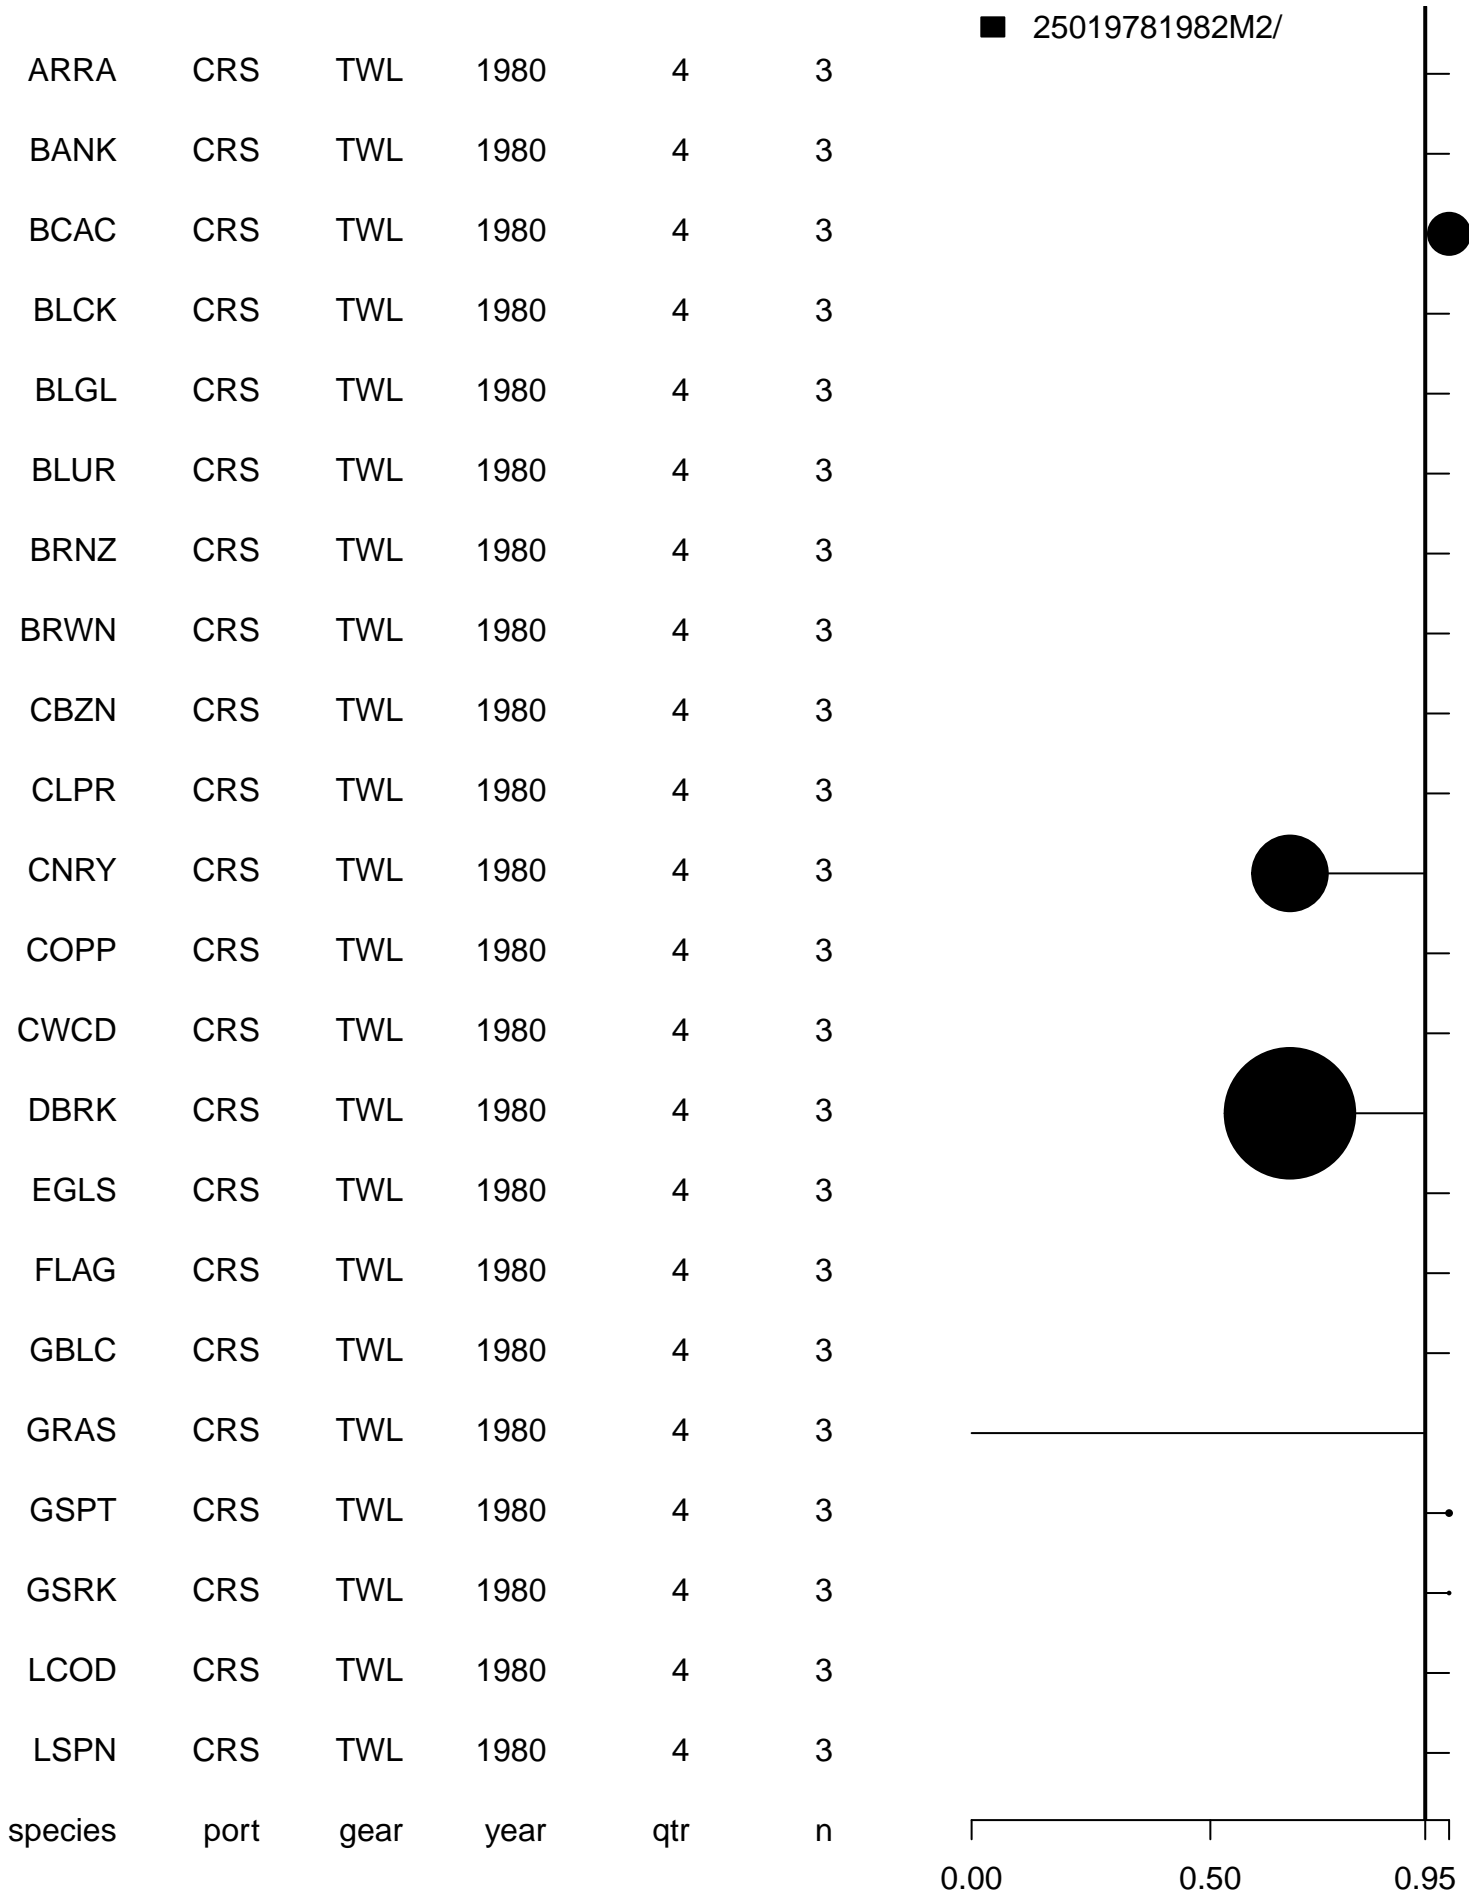 25019781982M2/
ARRA CRS TWL 1980 4 3
BANK CRS TWL 1980 4 3
BCAC CRS TWL 1980 4 3
BLCK CRS TWL 1980 4 3
BLGL CRS TWL 1980 4 3
BLUR CRS TWL 1980 4 3
BRNZ CRS TWL 1980 4 3
BRWN CRS TWL 1980 4 3
CBZN CRS TWL 1980 4 3
CLPR CRS TWL 1980 4 3
CNRY CRS TWL 1980 4 3
COPP CRS TWL 1980 4 3
CWCD CRS TWL 1980 4 3
DBRK CRS TWL 1980 4 3
EGLS CRS TWL 1980 4 3
FLAG CRS TWL 1980 4 3
GBLC CRS TWL 1980 4 3
GRAS CRS TWL 1980 4 3
GSPT CRS TWL 1980 4 3
GSRK CRS TWL 1980 4 3
LCOD CRS TWL 1980 4 3
LSPN CRS TWL 1980 4 3
species port gear year qtr n
0.00 0.50 0.95